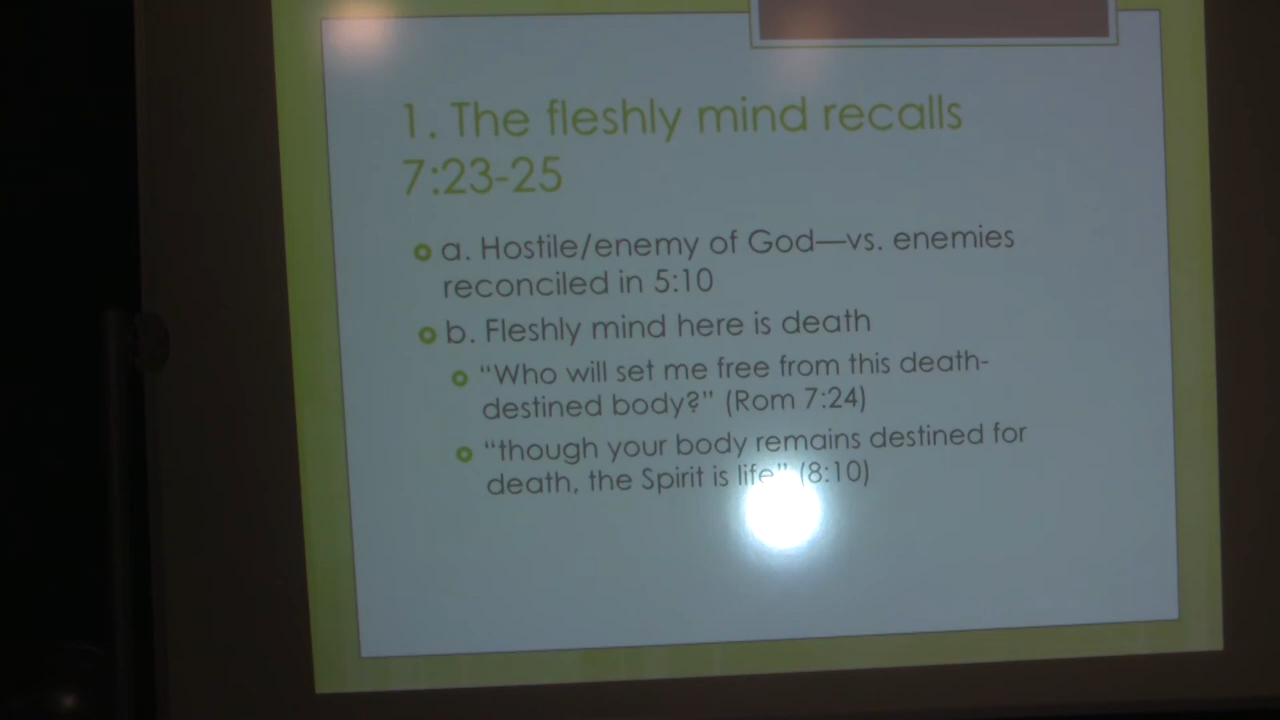 1. The fleshly mind recalls
7:23-25
a. Hostile/enemy of God—vs. enemies
reconciled in 5:10
b. Fleshly mind here is death
“Who will set me free from this death-
destined body?” (Rom 7:24)
“though your body remains destined for
death, the Spirit is life” (8:10)